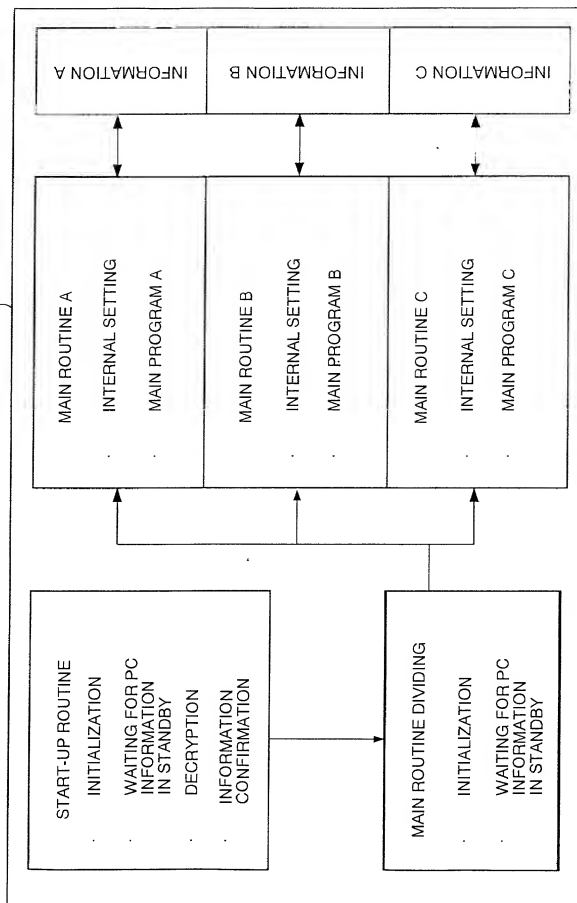 START-UP ROUTINE
. INITIALIZATION
. WAITING FOR PC
INFORMATION
IN STANDBY
. DECRYPTION
. INFORMATION
CONFIRMATION
MAIN ROUTINE DIVIDING
. INITIALIZATION
. WAITING FOR PC
INFORMATION
IN STANDBY
MAIN ROUTINE A
. INTERNAL SETTING
. MAIN PROGRAM A
MAIN ROUTINE B
. INTERNAL SETTING
. MAIN PROGRAM B
MAIN ROUTINE C
. INTERNAL SETTING
. MAIN PROGRAM C
INFORMATION A
INFORMATION B
INFORMATION C